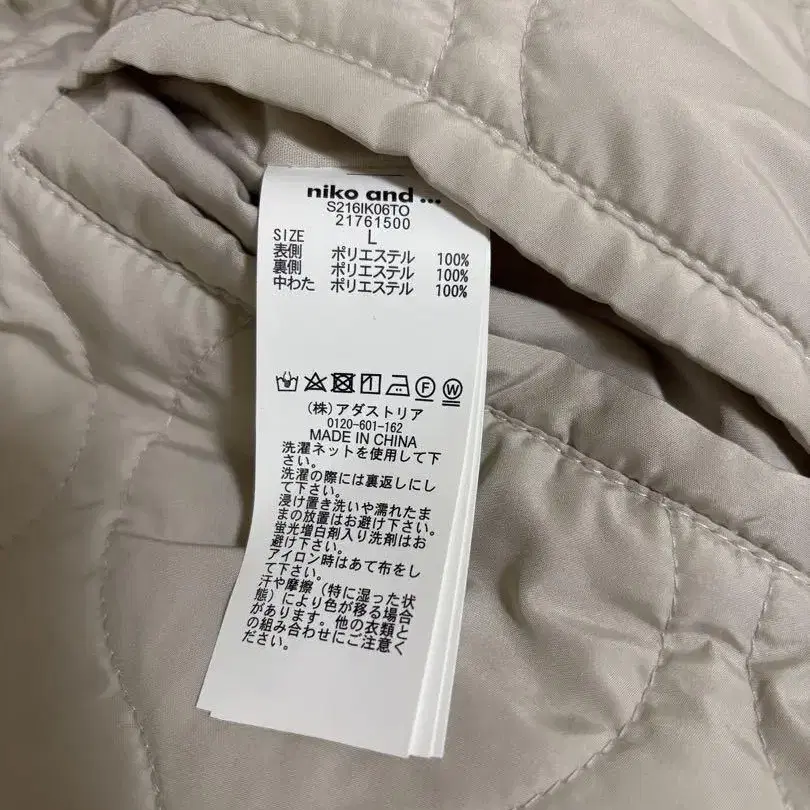 niko and ...
S216IK06TO
21761500
SIZE L
表側 ポリエステル 100%
裏側 ポリエステル 100%
中わた ポリエステル 100%
F W
(株)アダストリア
0120-601-162
MADE IN CHINA
洗濯ネットを使用して下
さい。
洗濯の際には裏返しにし
て下さい。
浸け置き洗いや濡れたま
まの放置はお避け下さい。
蛍光増白剤入り洗剤はお
避け下さい。
アイロン時はあて布をし
て下さい。
汗や摩擦(特に湿った状
態)により色が移る場合
があります。他の衣類と
の組み合わせにご注意く
ださい。